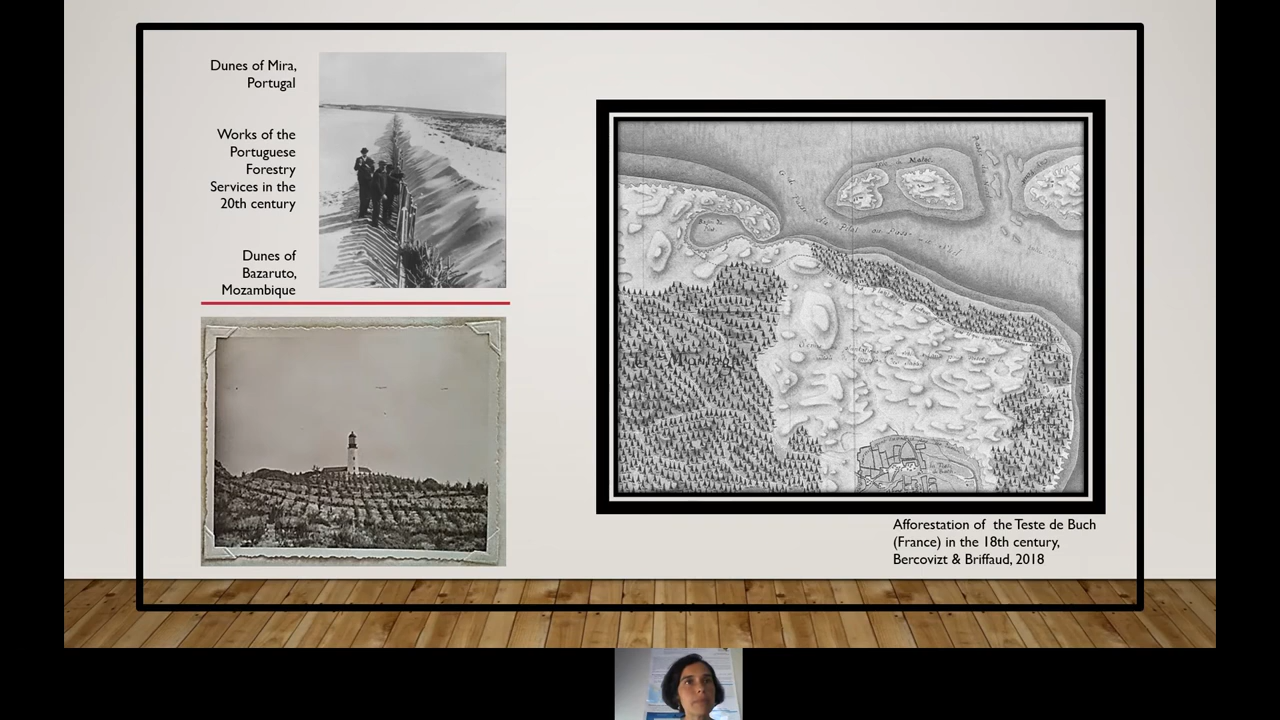 Dunes of Mira,
Portugal
Works of the
Portuguese
Forestry
Services in the
20th century
Dunes of
Bazaruto,
Mozambique
Afforestation of the Teste de Buch
(France) in the 18th century,
Bercovizt & Briffaud, 2018